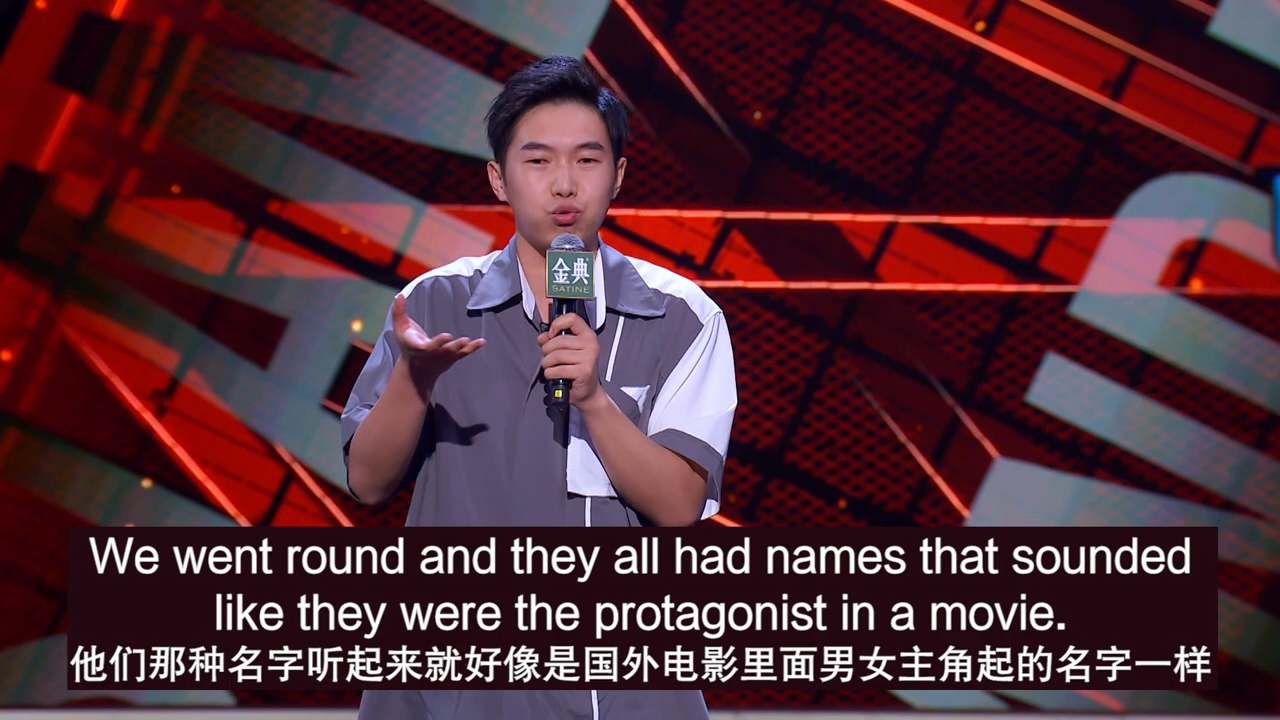 金典
SATINE
We went round and they all had names that sounded
like they were the protagonist in a movie.
他们那种名字听起来就好像是国外电影里面男女主角起的名字一样